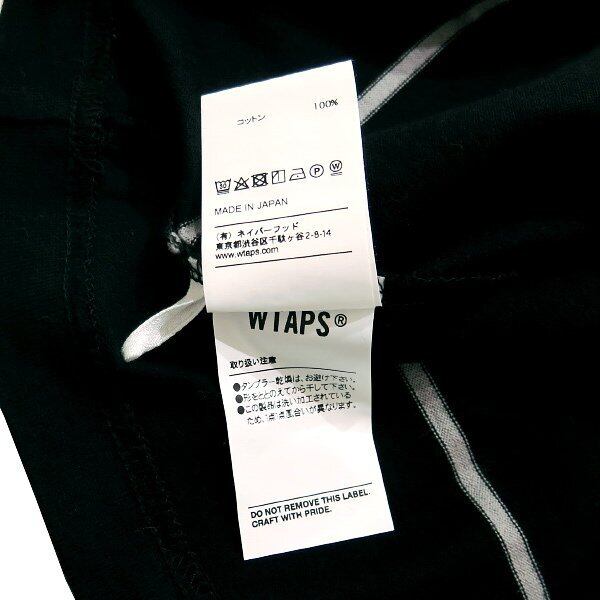 コットン 100%
30 P W
MADE IN JAPAN
(有) ネイバーフッド
東京都渋谷区千駄ヶ谷2-8-14
www.wtaps.com
WTAPS®
取り扱い注意
●タンブラー乾燥は、お避け下さい。
●形をととのえてから干して下さい。
●この製品は洗い加工されている
ため、1点1点風合いが異なります。
DO NOT REMOVE THIS LABEL.
CRAFT WITH PRIDE.